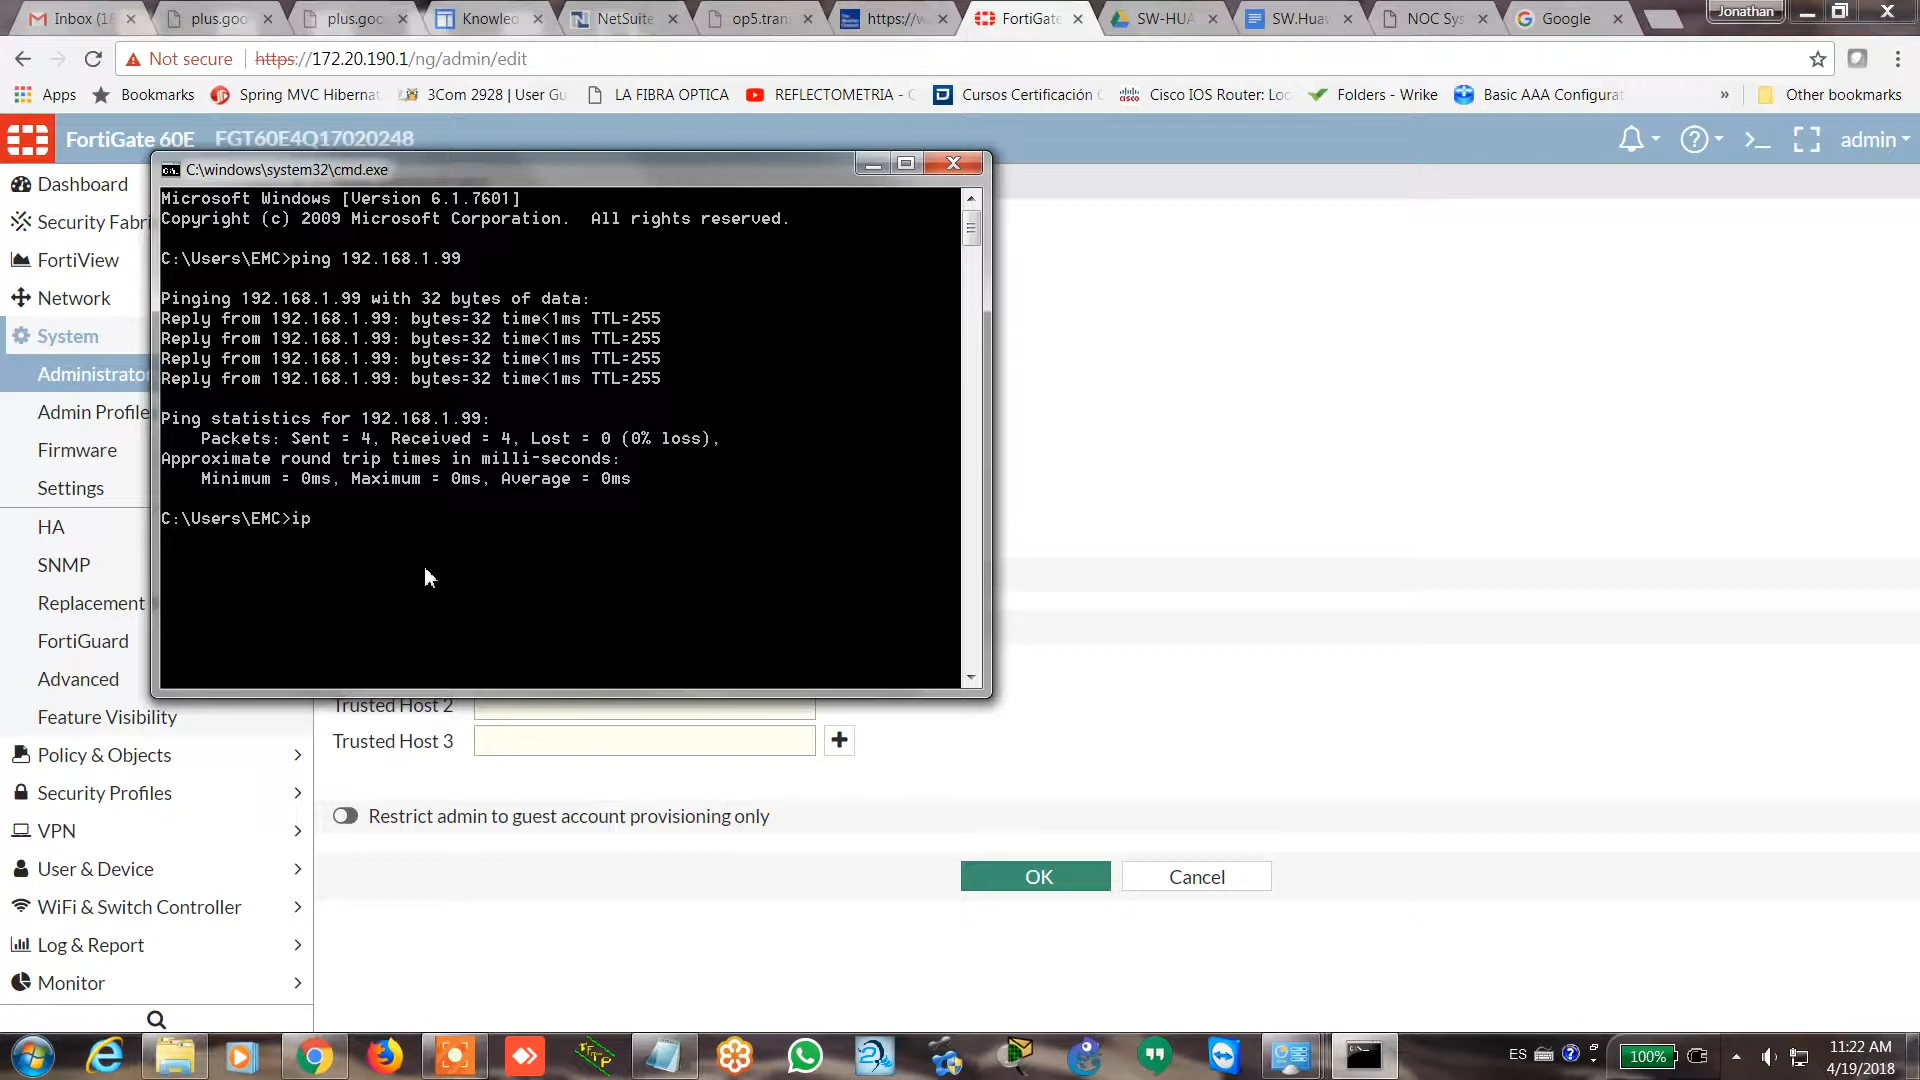 Inbox (18
plus.goo
plus.goo
Knowled
NetSuite
op5.tran
https://w
FortiGate
SW-HUA
SW.Huaw
NOC Sys
Google
Jonathan
Not secure
https://172.20.190.1/ng/admin/edit
Apps
Bookmarks
Spring MVC Hibernat
3Com 2928 | User Gu
LA FIBRA OPTICA
REFLECTOMETRIA - C
Cursos Certificación C
Cisco IOS Router: Loc
Folders - Wrike
Basic AAA Configurat
»
Other bookmarks
FortiGate 60E
FGT60E4Q17020248
admin
C:\windows\system32\cmd.exe
Microsoft Windows [Version 6.1.7601]
Copyright (c) 2009 Microsoft Corporation.  All rights reserved.
C:\Users\EMC>ping 192.168.1.99
Pinging 192.168.1.99 with 32 bytes of data:
Reply from 192.168.1.99: bytes=32 time<1ms TTL=255
Reply from 192.168.1.99: bytes=32 time<1ms TTL=255
Reply from 192.168.1.99: bytes=32 time<1ms TTL=255
Reply from 192.168.1.99: bytes=32 time<1ms TTL=255
Ping statistics for 192.168.1.99:
Packets: Sent = 4, Received = 4, Lost = 0 (0% loss),
Approximate round trip times in milli-seconds:
Minimum = 0ms, Maximum = 0ms, Average = 0ms
C:\Users\EMC>ip
Dashboard
Security Fabri
FortiView
Network
System
Administrato
Admin Profile
Firmware
Settings
HA
SNMP
Replacement
FortiGuard
Advanced
Feature Visibility
Policy & Objects
Security Profiles
VPN
User & Device
WiFi & Switch Controller
Log & Report
Monitor
Trusted Host 2
Trusted Host 3
Restrict admin to guest account provisioning only
OK
Cancel
ES
100%
11:22 AM
4/19/2018